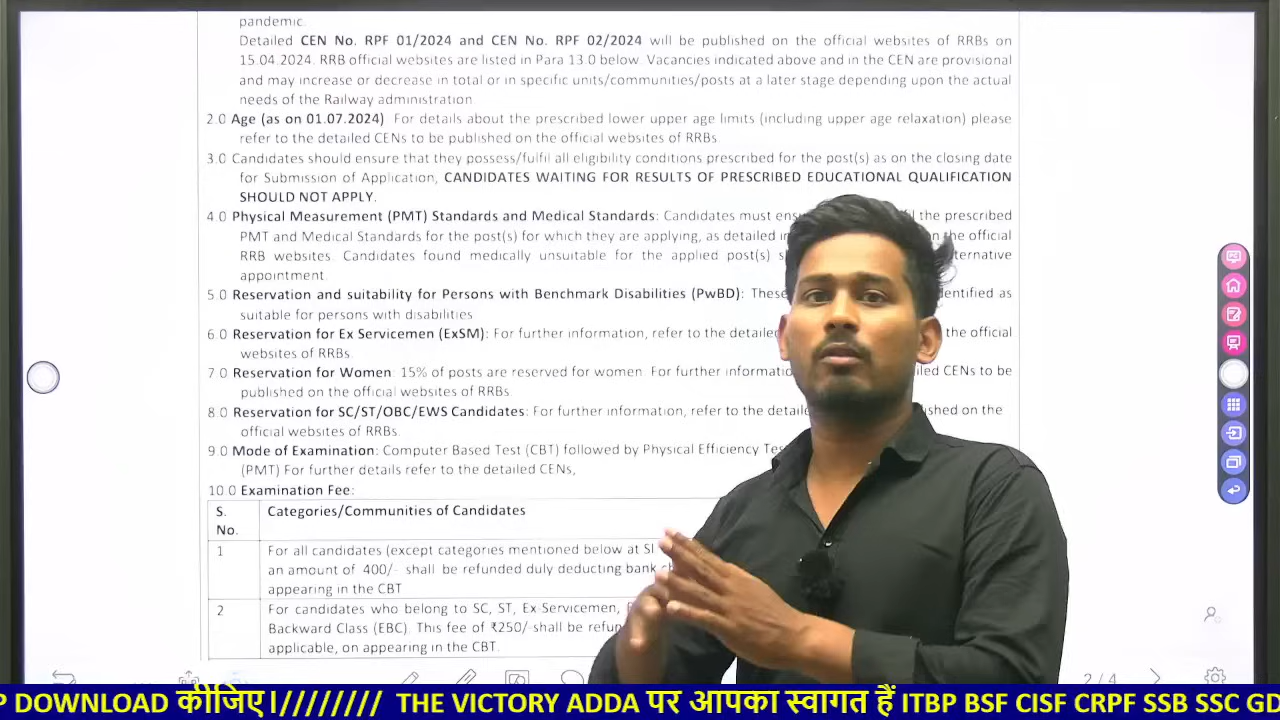 pandemic.
Detailed CEN No. RPF 01/2024 and CEN No. RPF 02/2024 will be published on the official websites of RRBs on
15.04.2024. RRB official websites are listed in Para 13.0 below. Vacancies indicated above and in the CEN are provisional
and may increase or decrease in total or in specific units/communities/posts at a later stage depending upon the actual
needs of the Railway administration
2.0 Age (as on 01.07.2024) For details about the prescribed lower upper age limits (including upper age relaxation) please
refer to the detailed CENs to be published on the official websites of RRBs.
3.0 Candidates should ensure that they possess/fulfil all eligibility conditions prescribed for the post(s) as on the closing date
for Submission of Application, CANDIDATES WAITING FOR RESULTS OF PRESCRIBED EDUCATIONAL QUALIFICATION
SHOULD NOT APPLY.
4.0 Physical Measurement (PMT) Standards and Medical Standards: Candidates must the prescribed
PMT and Medical Standards for the post(s) for which they are applying, as detailed the official
RRB websites. Candidates found medically unsuitable for the applied post(s)
appointment
5.0 Reservation and suitability for Persons with Benchmark Disabilities (PwBD): These as
suitable for persons with disabilities
6.0 Reservation for Ex Servicemen (ExSM): For further information, refer to the the official
websites of RRBs.
7.0 Reservation for Women: 15% of posts are reserved for women. For further CENs to be
published on the official websites of RRBs.
8.0 Reservation for SC/ST/OBC/EWS Candidates: For further information, refer to the on the
official websites of RRBs.
9.0 Mode of Examination: Computer Based Test (CBT) followed by Physical Efficiency
(PMT) For further details refer to the detailed CENs,
10.0 Examination Fee:
S. No. Categories/Communities of Candidates
1 For all candidates (except categories mentioned below at
an amount of 400/- shall be refunded duly deducting bank
appearing in the CBT
2 For candidates who belong to SC, ST, Ex Servicemen,
Backward Class (EBC). This fee of ₹250/- shall be
applicable, on appearing in the CBT.
2/4
DOWNLOAD कीजिए।//////// THE VICTORY ADDA पर आपका स्वागत हैं ITBP BSF CISF CRPF SSB SSC GD